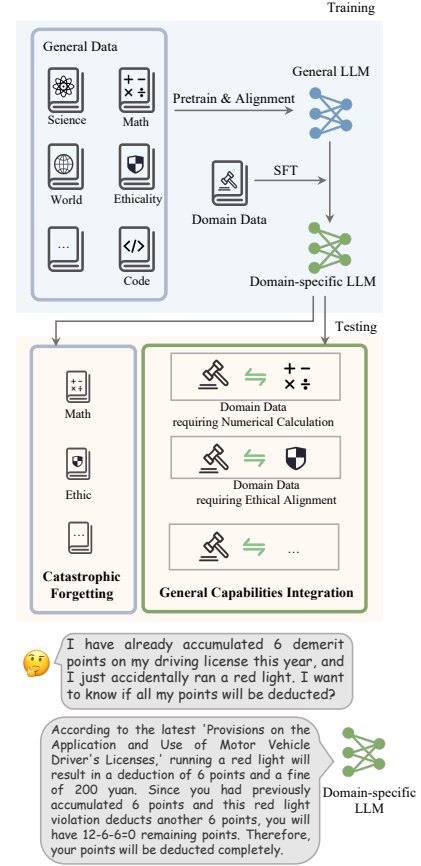 Training
General Data
Science
Math
World
Ethicality
...
Code
Pretrain & Alignment
General LLM
SFT
Domain Data
Domain-specific LLM
Testing
Math
Ethic
...
Catastrophic
Forgetting
Domain Data
requiring Numerical Calculation
Domain Data
requiring Ethical Alignment
...
General Capabilities Integration
I have already accumulated 6 demerit
points on my driving license this year, and
I just accidentally ran a red light. I want
to know if all my points will be deducted?
According to the latest 'Provisions on the
Application and Use of Motor Vehicle
Driver's Licenses,' running a red light will
result in a deduction of 6 points and a fine
of 200 yuan. Since you had previously
accumulated 6 points and this red light
violation deducts another 6 points, you will
have 12-6-6=0 remaining points. Therefore,
your points will be deducted completely.
Domain-specific
LLM